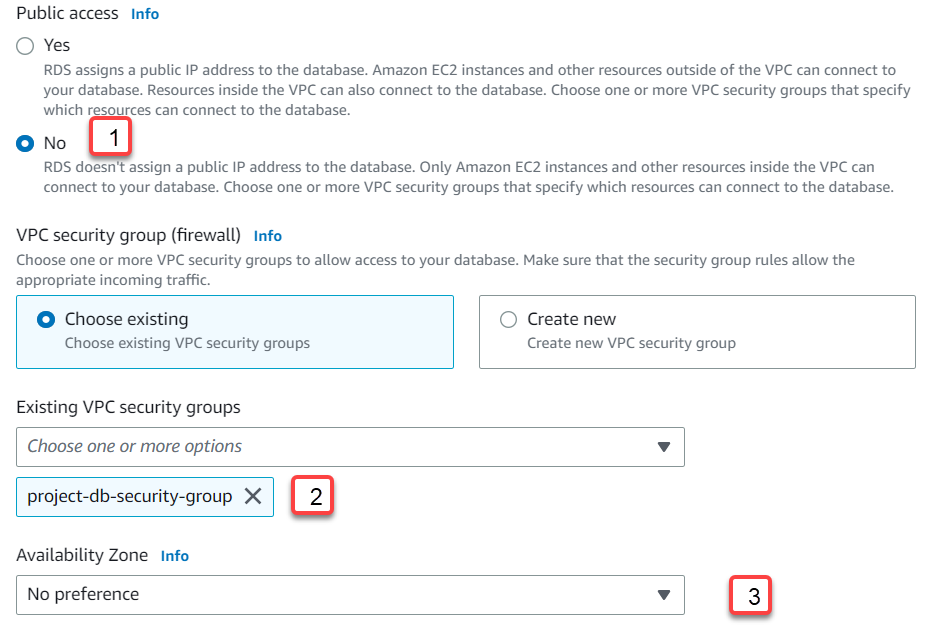 Public access Info
Yes
RDS assigns a public IP address to the database. Amazon EC2 instances and other resources outside of the VPC can connect to
your database. Resources inside the VPC can also connect to the database. Choose one or more VPC security groups that specify
which resources can connect to the database.
No 1
RDS doesn't assign a public IP address to the database. Only Amazon EC2 instances and other resources inside the VPC can
connect to your database. Choose one or more VPC security groups that specify which resources can connect to the database.
VPC security group (firewall) Info
Choose one or more VPC security groups to allow access to your database. Make sure that the security group rules allow the
appropriate incoming traffic.
Choose existing
Choose existing VPC security groups
Create new
Create new VPC security group
Existing VPC security groups
Choose one or more options
project-db-security-group 2
Availability Zone Info
No preference 3